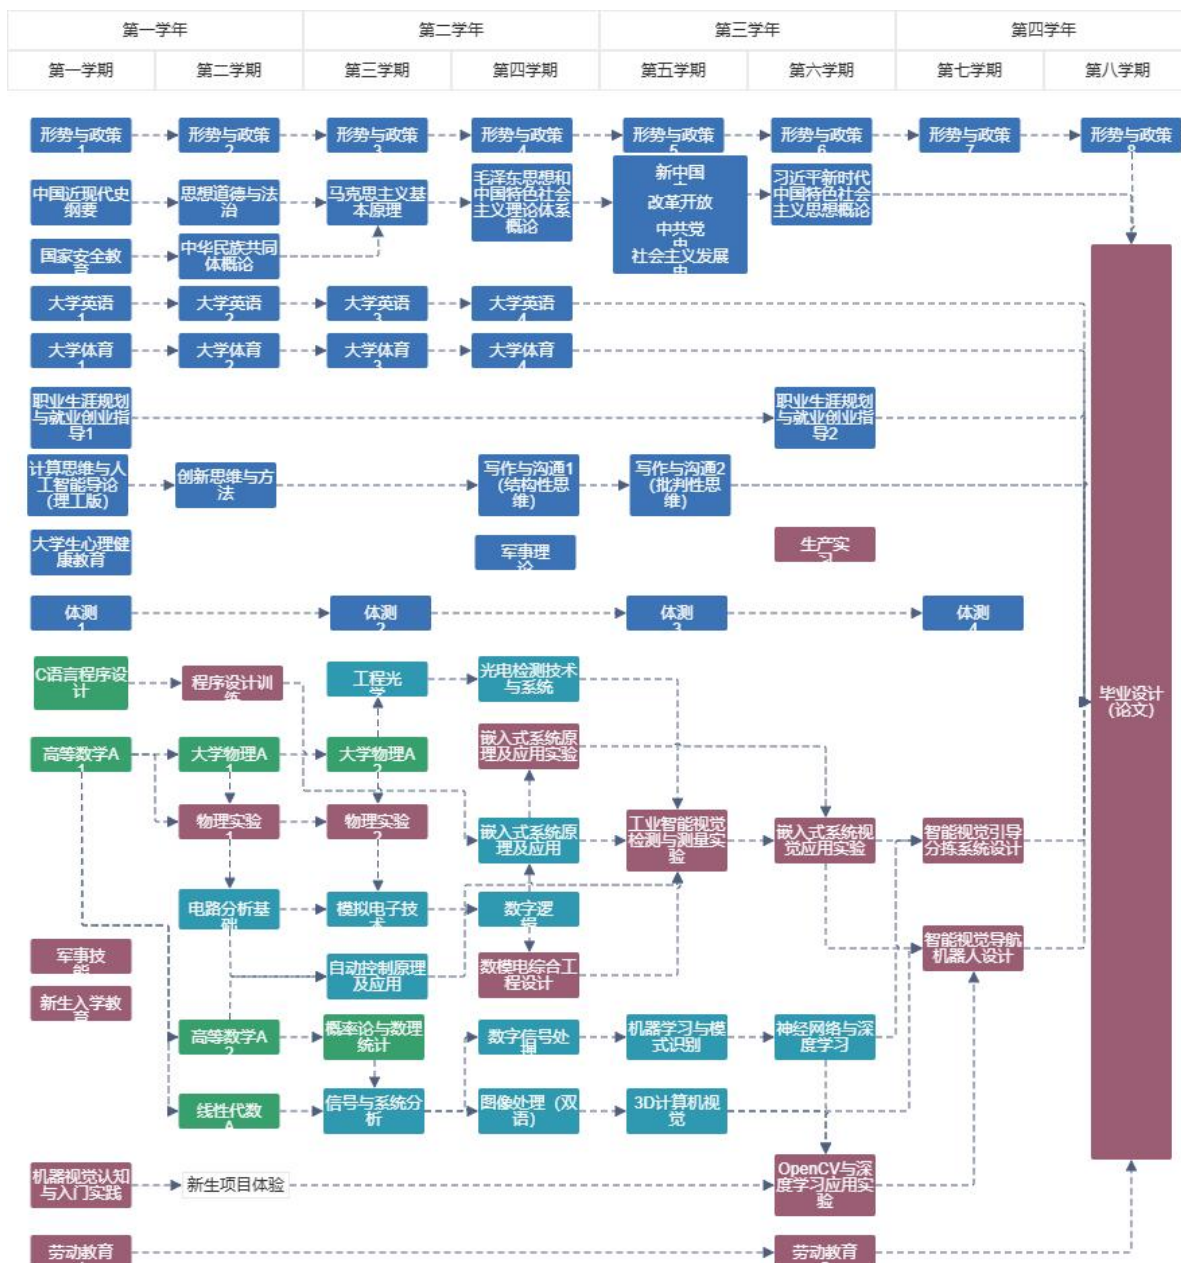 第一学年
第二学年
第三学年
第四学年
第一学期
第二学期
第三学期
第四学期
第五学期
第六学期
第七学期
第八学期
形势与政策
1
形势与政策
2
形势与政策
3
形势与政策
4
形势与政策
5
形势与政策
6
形势与政策
7
形势与政策
8
中国近现代史
纲要
思想道德与法
治
马克思主义基
本原理
毛泽东思想和
中国特色社会
主义理论体系
概论
新中国
改革开放
中共党
史
社会主义发展
史
习近平新时代
中国特色社会
主义思想概论
国家安全教
育
中华民族共同
体概论
大学英语
1
大学英语
2
大学英语
3
大学英语
4
大学体育
1
大学体育
2
大学体育
3
大学体育
4
职业生涯规划
与就业创业指
导1
职业生涯规划
与就业创业指
导2
计算思维与人
工智能导论
(理工版)
创新思维与方
法
写作与沟通1
(结构性思
维)
写作与沟通2
(批判性思
维)
大学生心理健
康教育
军事理
论
生产实
习
体测
1
体测
2
体测
3
体测
4
C语言程序设
计
程序设计训
练
工程光
学
光电检测技术
与系统
嵌入式系统原
理及应用实验
毕业设计
(论文)
高等数学A
1
大学物理A
1
大学物理A
2
物理实验
1
物理实验
2
嵌入式系统原
理及应用
工业智能视觉
检测与测量实
验
嵌入式系统视
觉应用实验
智能视觉引导
分拣系统设计
电路分析基
础
模拟电子技
术
数字逻
辑
智能视觉导航
机器人设计
军事技
能
自动控制原理
及应用
数模电综合工
程设计
新生入学教
育
高等数学A
2
概率论与数理
统计
数字信号处
理
机器学习与模
式识别
神经网络与深
度学习
线性代数
A
信号与系统分
析
图像处理（双
语）
3D计算机视
觉
机器视觉认知
与入门实践
新生项目体验
OpenCV与深
度学习应用实
验
劳动教育
劳动教育